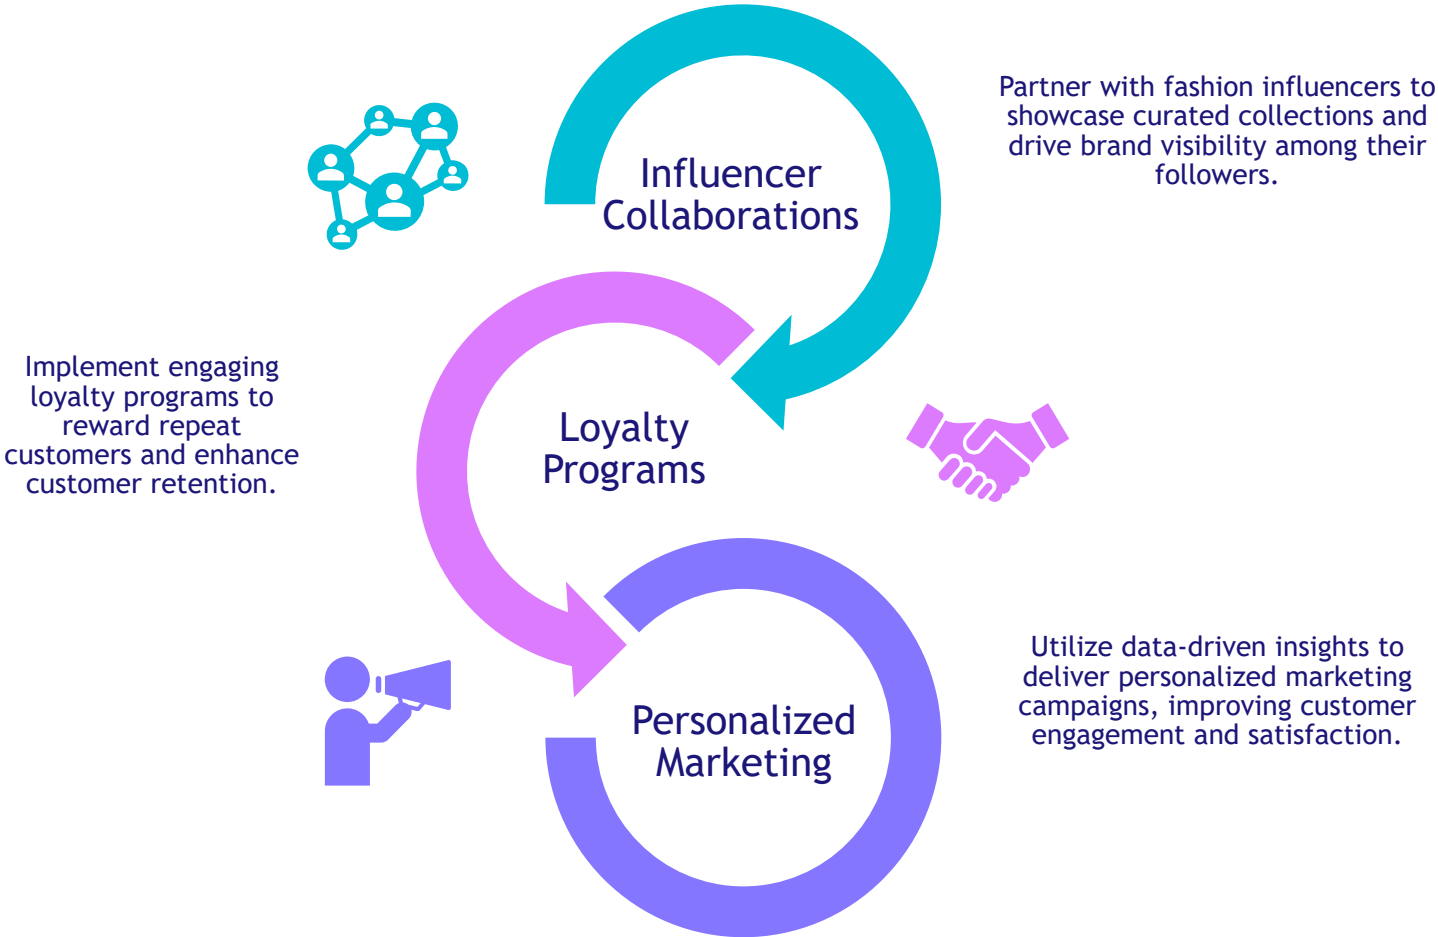 Influencer
Collaborations
Partner with fashion influencers to
showcase curated collections and
drive brand visibility among their
followers.
Loyalty
Programs
Implement engaging
loyalty programs to
reward repeat
customers and enhance
customer retention.
Personalized
Marketing
Utilize data-driven insights to
deliver personalized marketing
campaigns, improving customer
engagement and satisfaction.